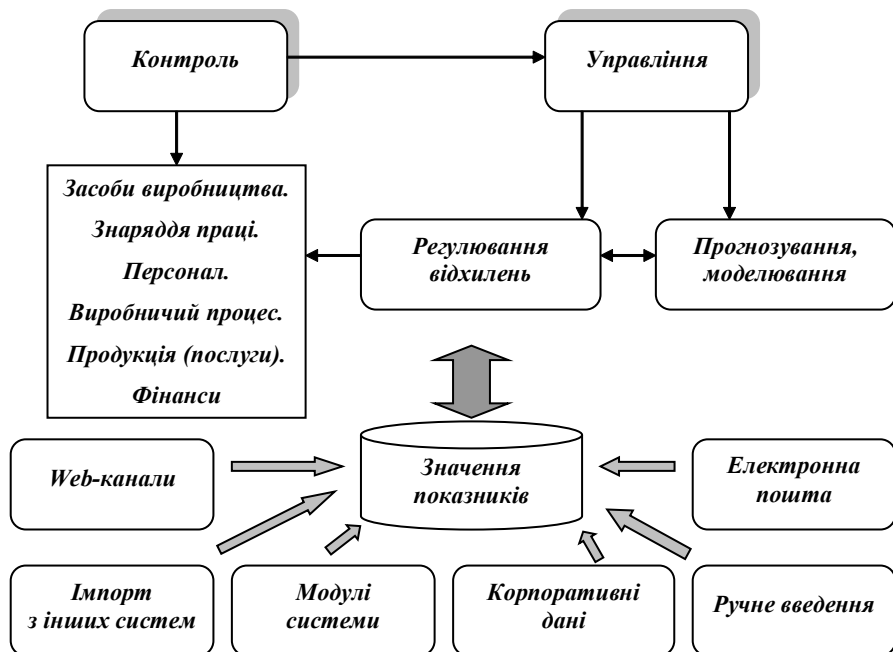 Контроль
Управління
Засоби виробництва.
Знаряддя праці.
Персонал.
Виробничий процес.
Продукція (послуги).
Фінанси
Регулювання
відхилень
Прогнозування,
моделювання
Web-канали
Значення
показників
Електронна
пошта
Імпорт
з інших систем
Модулі
системи
Корпоративні
дані
Ручне введення